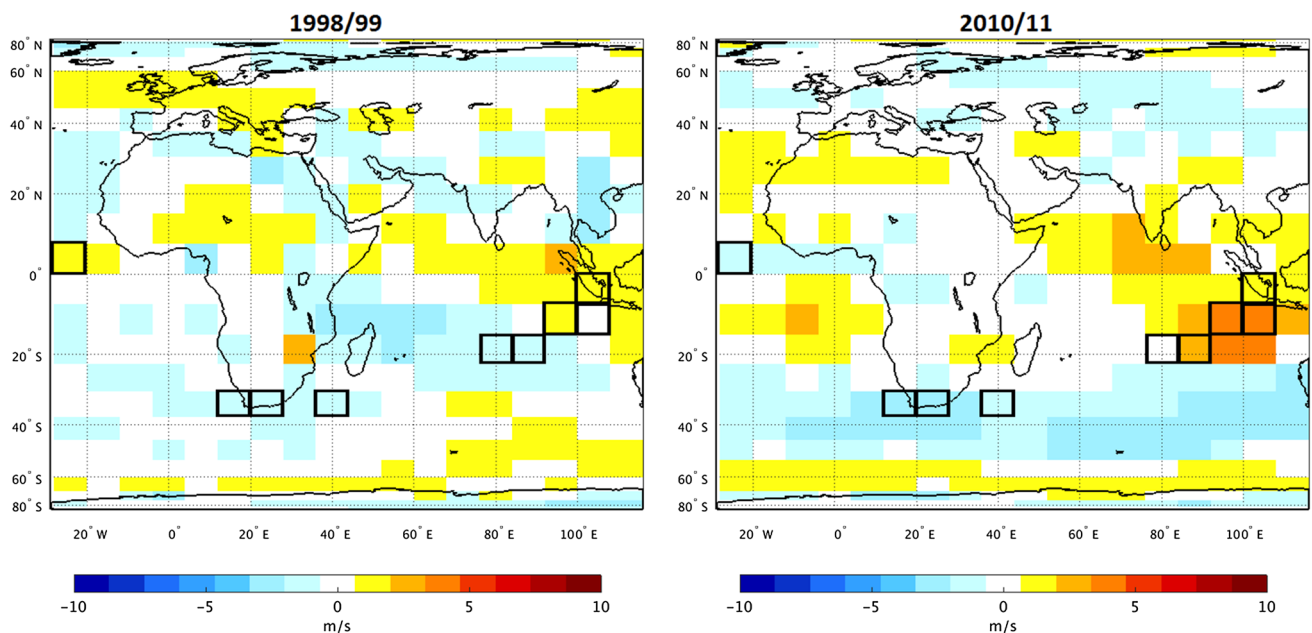 1998/99
2010/11
80° N
60° N
40° N
20° N
0°
20° S
40° S
60° S
80° S
20° W
0°
20° E
40° E
60° E
80° E
100° E
80° N
60° N
40° N
20° N
0°
20° S
40° S
60° S
80° S
20° W
0°
20° E
40° E
60° E
80° E
100° E
−10 −5 0 5 10
m/s
−10 −5 0 5 10
m/s